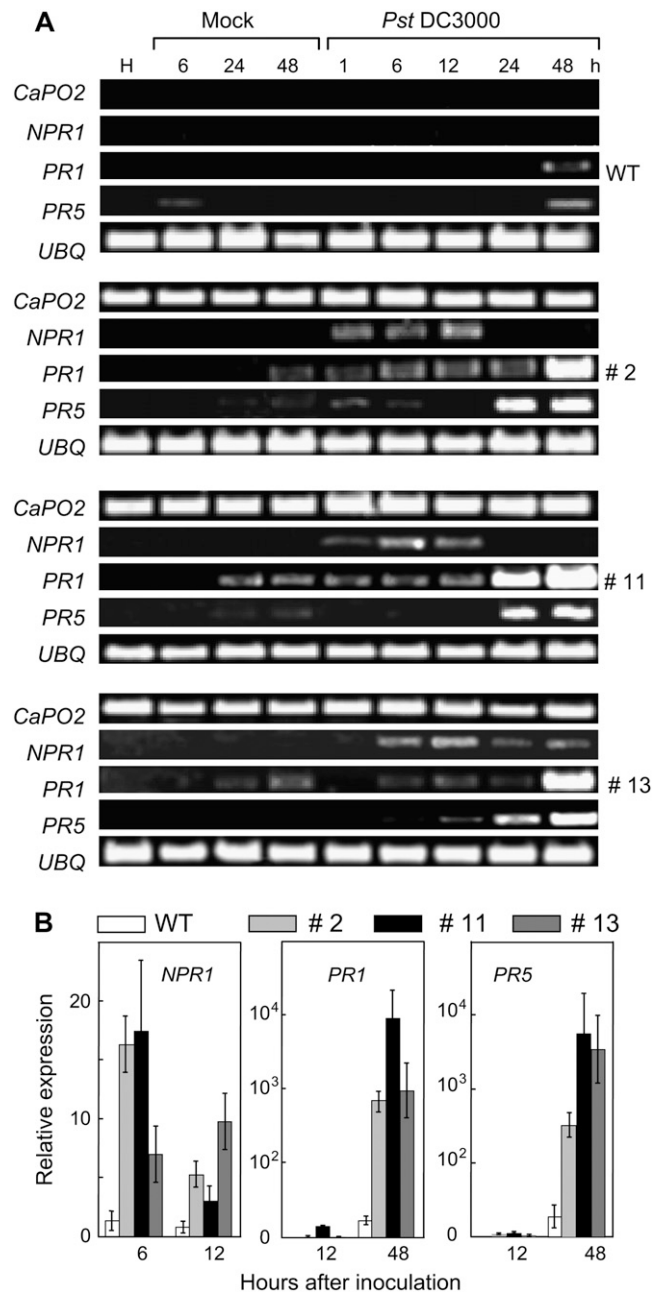 A
Mock Pst DC3000
H 6 24 48 1 6 12 24 48 h
CaPO2
NPR1
PR1 WT
PR5
UBQ
CaPO2
NPR1
PR1 # 2
PR5
UBQ
CaPO2
NPR1
PR1 # 11
PR5
UBQ
CaPO2
NPR1
PR1 # 13
PR5
UBQ
B WT # 2 # 11 # 13
NPR1 PR1 PR5
Relative expression
20
10
0
10⁴
10³
10²
0
10⁴
10³
10²
0
6 12 12 48 12 48
Hours after inoculation